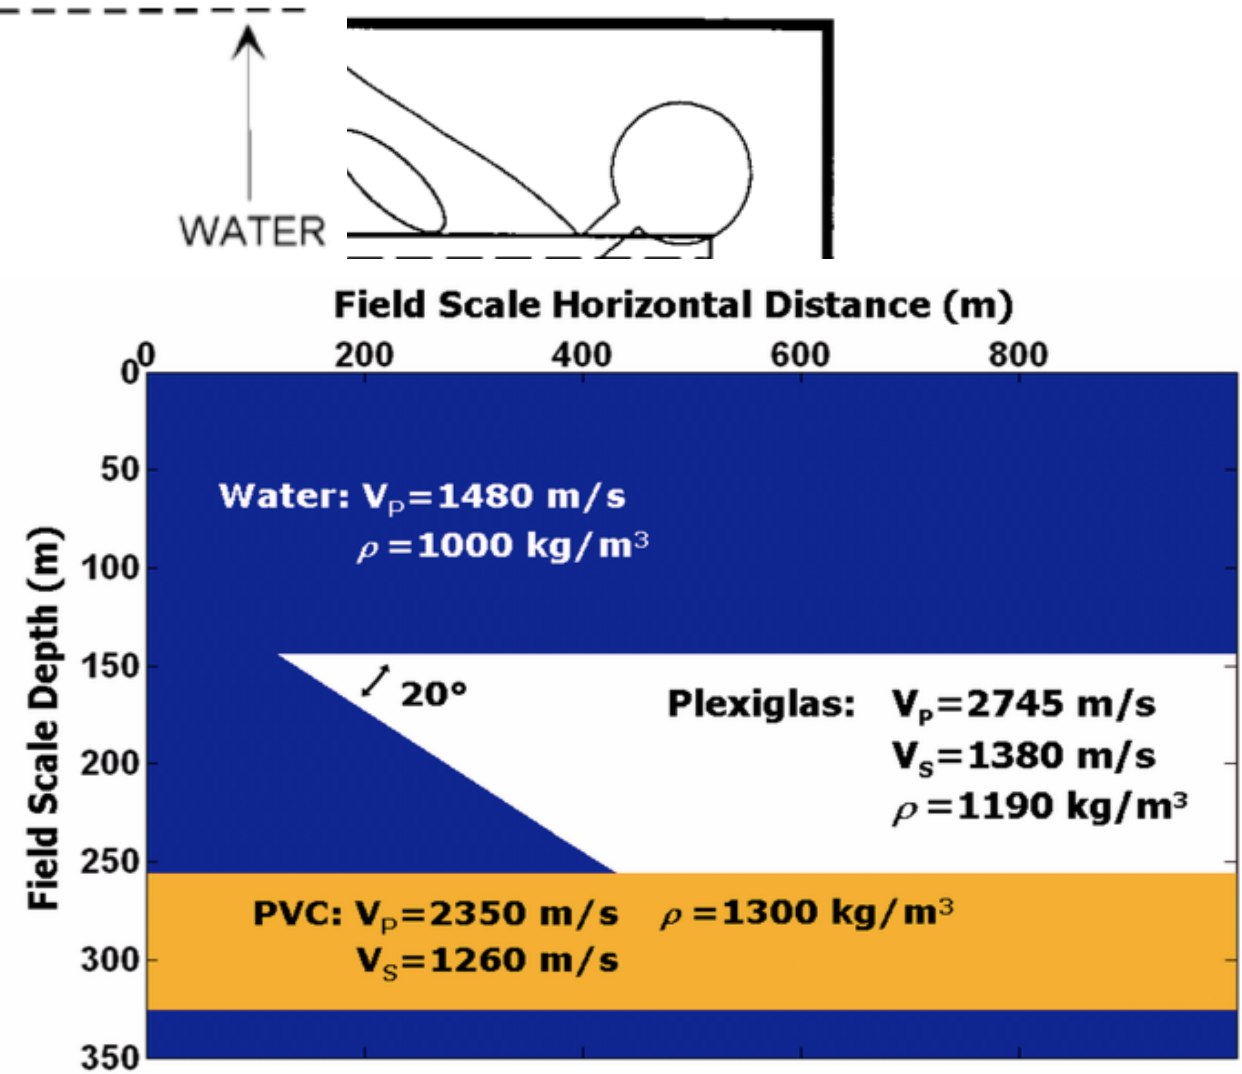 WATER
Field Scale Horizontal Distance (m)
0 200 400 600 800
Field Scale Depth (m)
0
50
100
150
200
250
300
350
Water: VP=1480 m/s
ρ=1000 kg/m³
20°
Plexiglas: VP=2745 m/s
VS=1380 m/s
ρ=1190 kg/m³
PVC: VP=2350 m/s ρ=1300 kg/m³
VS=1260 m/s